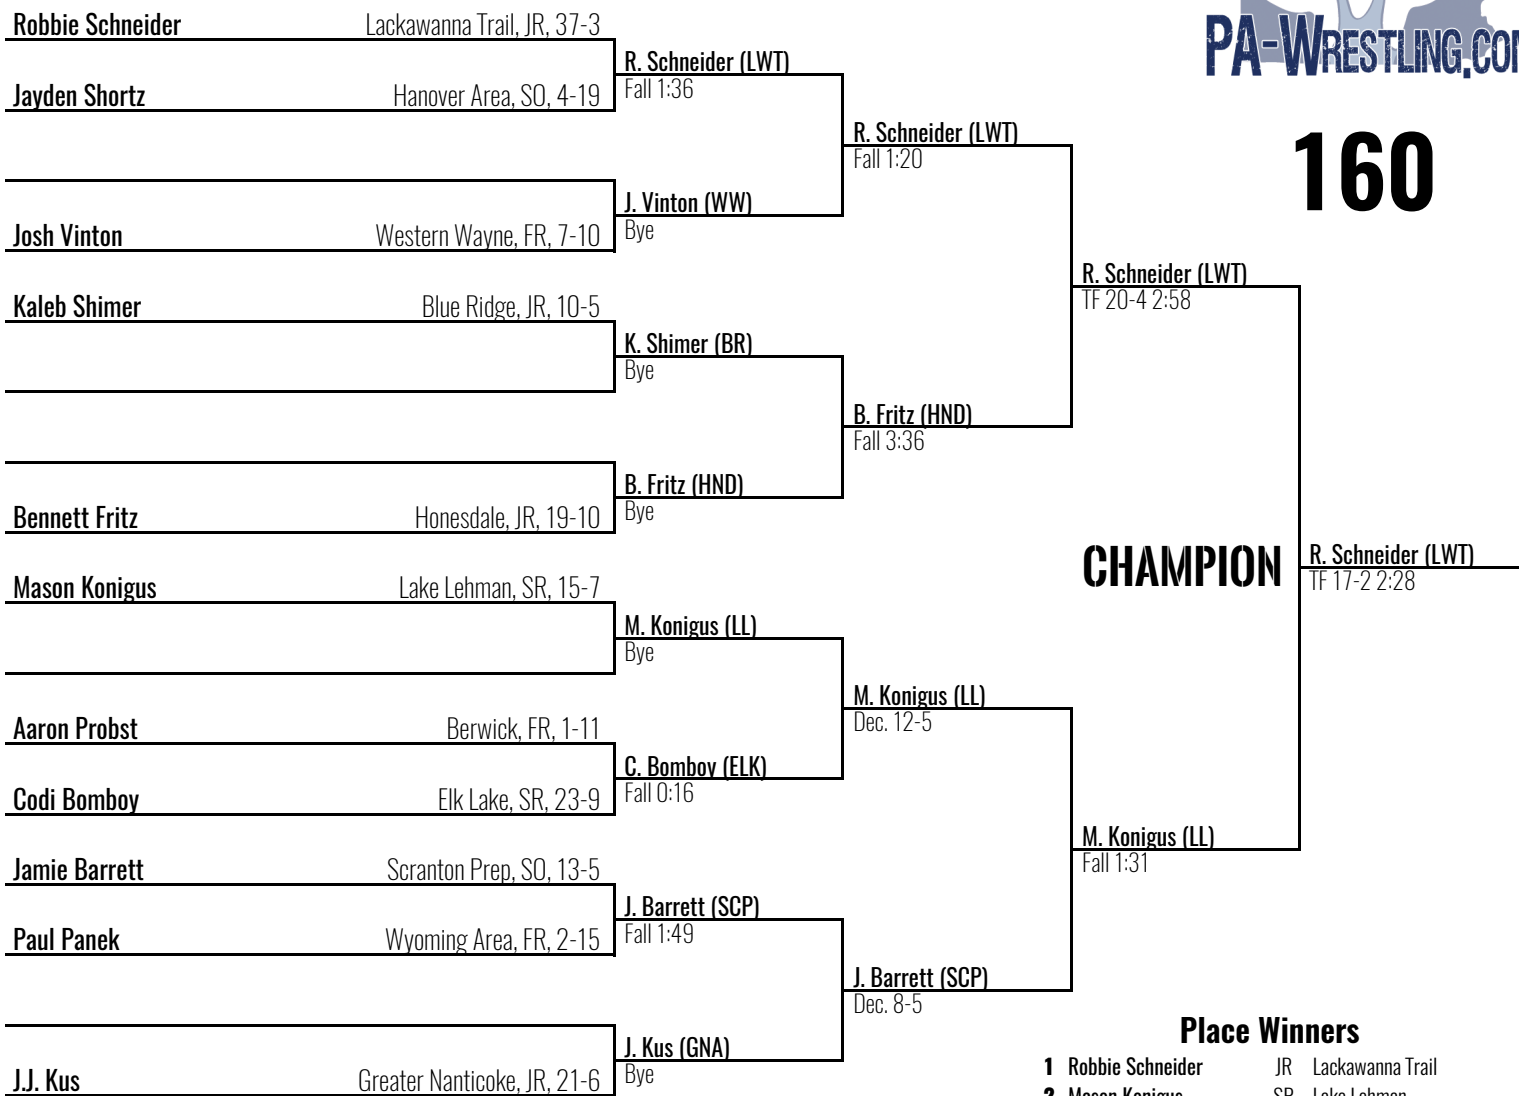 PA-WRESTLING.COM
160
Robbie Schneider Lackawanna Trail, JR, 37-3
Jayden Shortz Hanover Area, SO, 4-19
Josh Vinton Western Wayne, FR, 7-10
Kaleb Shimer Blue Ridge, JR, 10-5
Bennett Fritz Honesdale, JR, 19-10
Mason Konigus Lake Lehman, SR, 15-7
Aaron Probst Berwick, FR, 1-11
Codi Bomboy Elk Lake, SR, 23-9
Jamie Barrett Scranton Prep, SO, 13-5
Paul Panek Wyoming Area, FR, 2-15
J.J. Kus Greater Nanticoke, JR, 21-6
R. Schneider (LWT)
Fall 1:36
J. Vinton (WW)
Bye
K. Shimer (BR)
Bye
B. Fritz (HND)
Bye
M. Konigus (LL)
Bye
C. Bomboy (ELK)
Fall 0:16
J. Barrett (SCP)
Fall 1:49
J. Kus (GNA)
Bye
R. Schneider (LWT)
Fall 1:20
B. Fritz (HND)
Fall 3:36
M. Konigus (LL)
Dec. 12-5
J. Barrett (SCP)
Dec. 8-5
R. Schneider (LWT)
TF 20-4 2:58
M. Konigus (LL)
Fall 1:31
CHAMPION
R. Schneider (LWT)
TF 17-2 2:28
Place Winners
1 Robbie Schneider JR Lackawanna Trail
2 Mason Konigus SR Lake Lehman